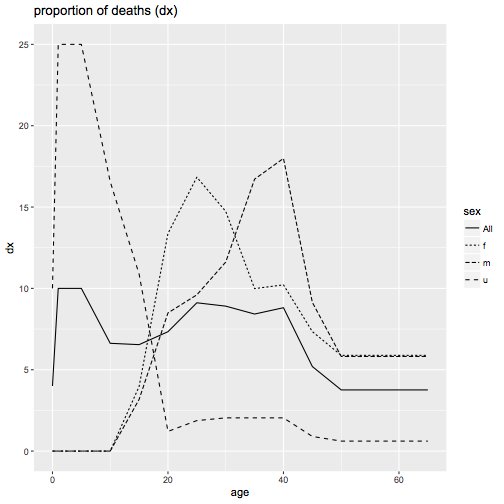 proportion of deaths (dx)
25
20
15
10
5
0
dx
0 20 40 60
age
sex
All
f
m
u